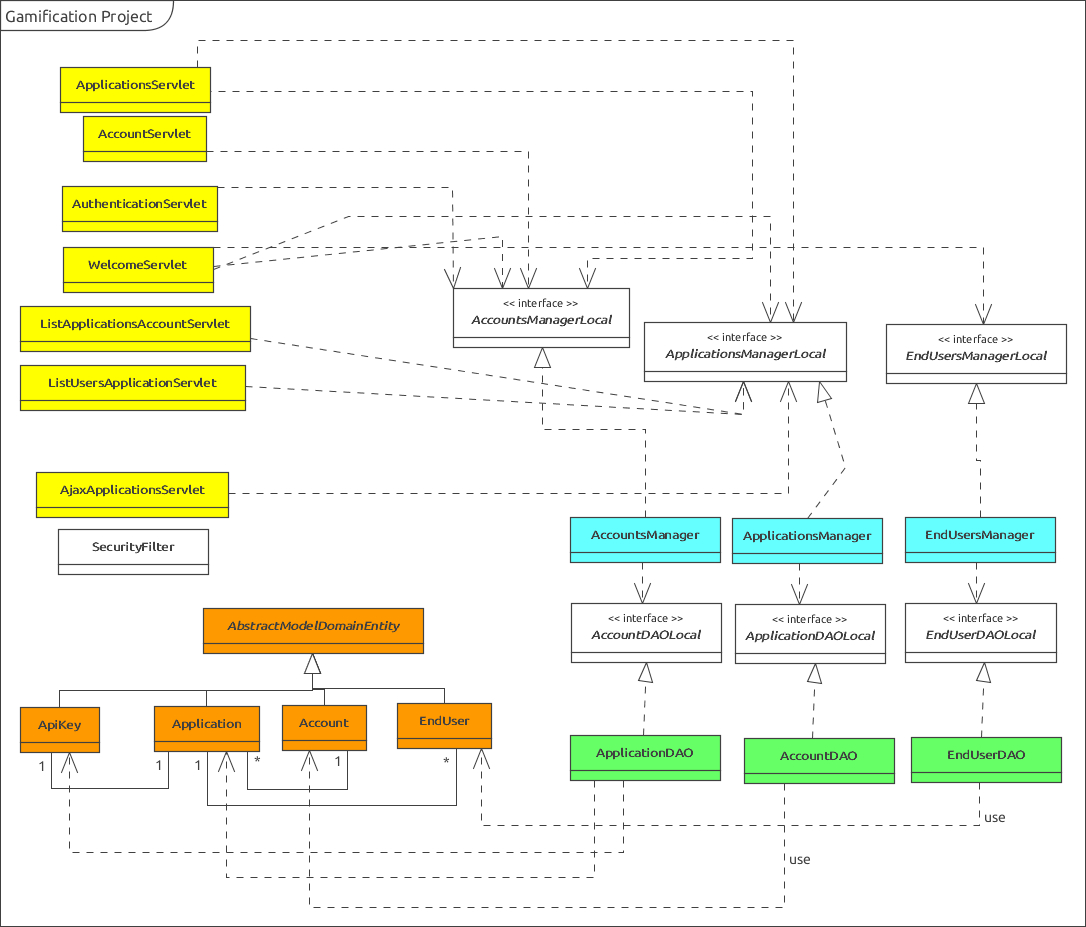 Gamification Project
ApplicationsServlet
AccountServlet
AuthenticationServlet
WelcomeServlet
<< interface >>
AccountsManagerLocal
ListApplicationsAccountServlet
<< interface >>
ApplicationsManagerLocal
<< interface >>
EndUsersManagerLocal
ListUsersApplicationServlet
AjaxApplicationsServlet
SecurityFilter
AccountsManager
ApplicationsManager
EndUsersManager
<< interface >>
AccountDAOLocal
<< interface >>
ApplicationDAOLocal
<< interface >>
EndUserDAOLocal
AbstractModelDomainEntity
ApiKey
Application
Account
EndUser
1
1
1
*
1
*
ApplicationDAO
AccountDAO
EndUserDAO
use
use